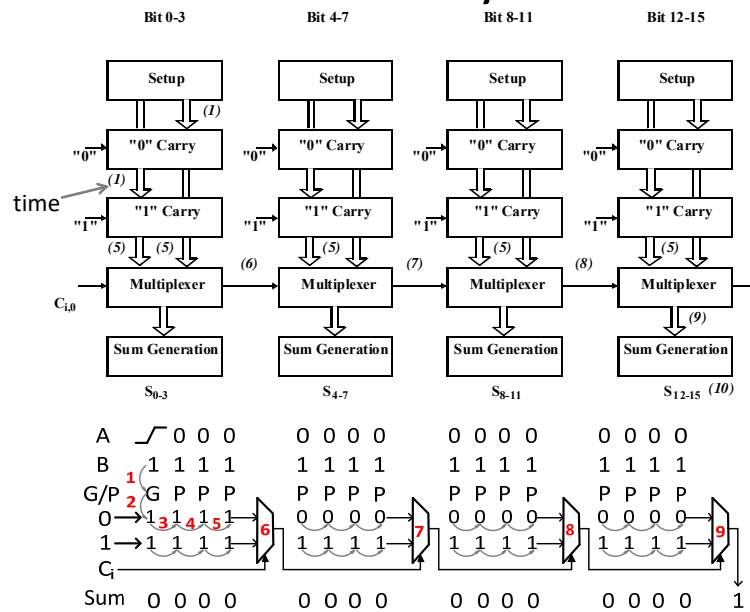 Bit 0-3 Bit 4-7 Bit 8-11 Bit 12-15
Setup Setup Setup Setup
(1)
"0" "0" Carry "0" "0" Carry "0" "0" Carry "0" "0" Carry
(1)
time
"1" "1" Carry "1" "1" Carry "1" "1" Carry "1" "1" Carry
(5) (5) (5) (5) (5)
(6) (7) (8)
Multiplexer Multiplexer Multiplexer Multiplexer
C i,0
(9)
Sum Generation Sum Generation Sum Generation Sum Generation
S0-3 S4-7 S8-11 S12-15 (10)
A 0 0 0 0 0 0 0 0 0 0 0 0 0 0 0
B 1 1 1 1 1 1 1 1 1 1 1 1 1 1 1 1
1
G/P G P P P P P P P P P P P P P P P
2
0 1 3 1 4 1 5 1 6 0 0 0 0 7 0 0 0 0 8 0 0 0 0 9
1 1 1 1 1 1 1 1 1 1 1 1 1 1 1 1 1
Ci
Sum 0 0 0 0 0 0 0 0 0 0 0 0 0 0 0 0 1